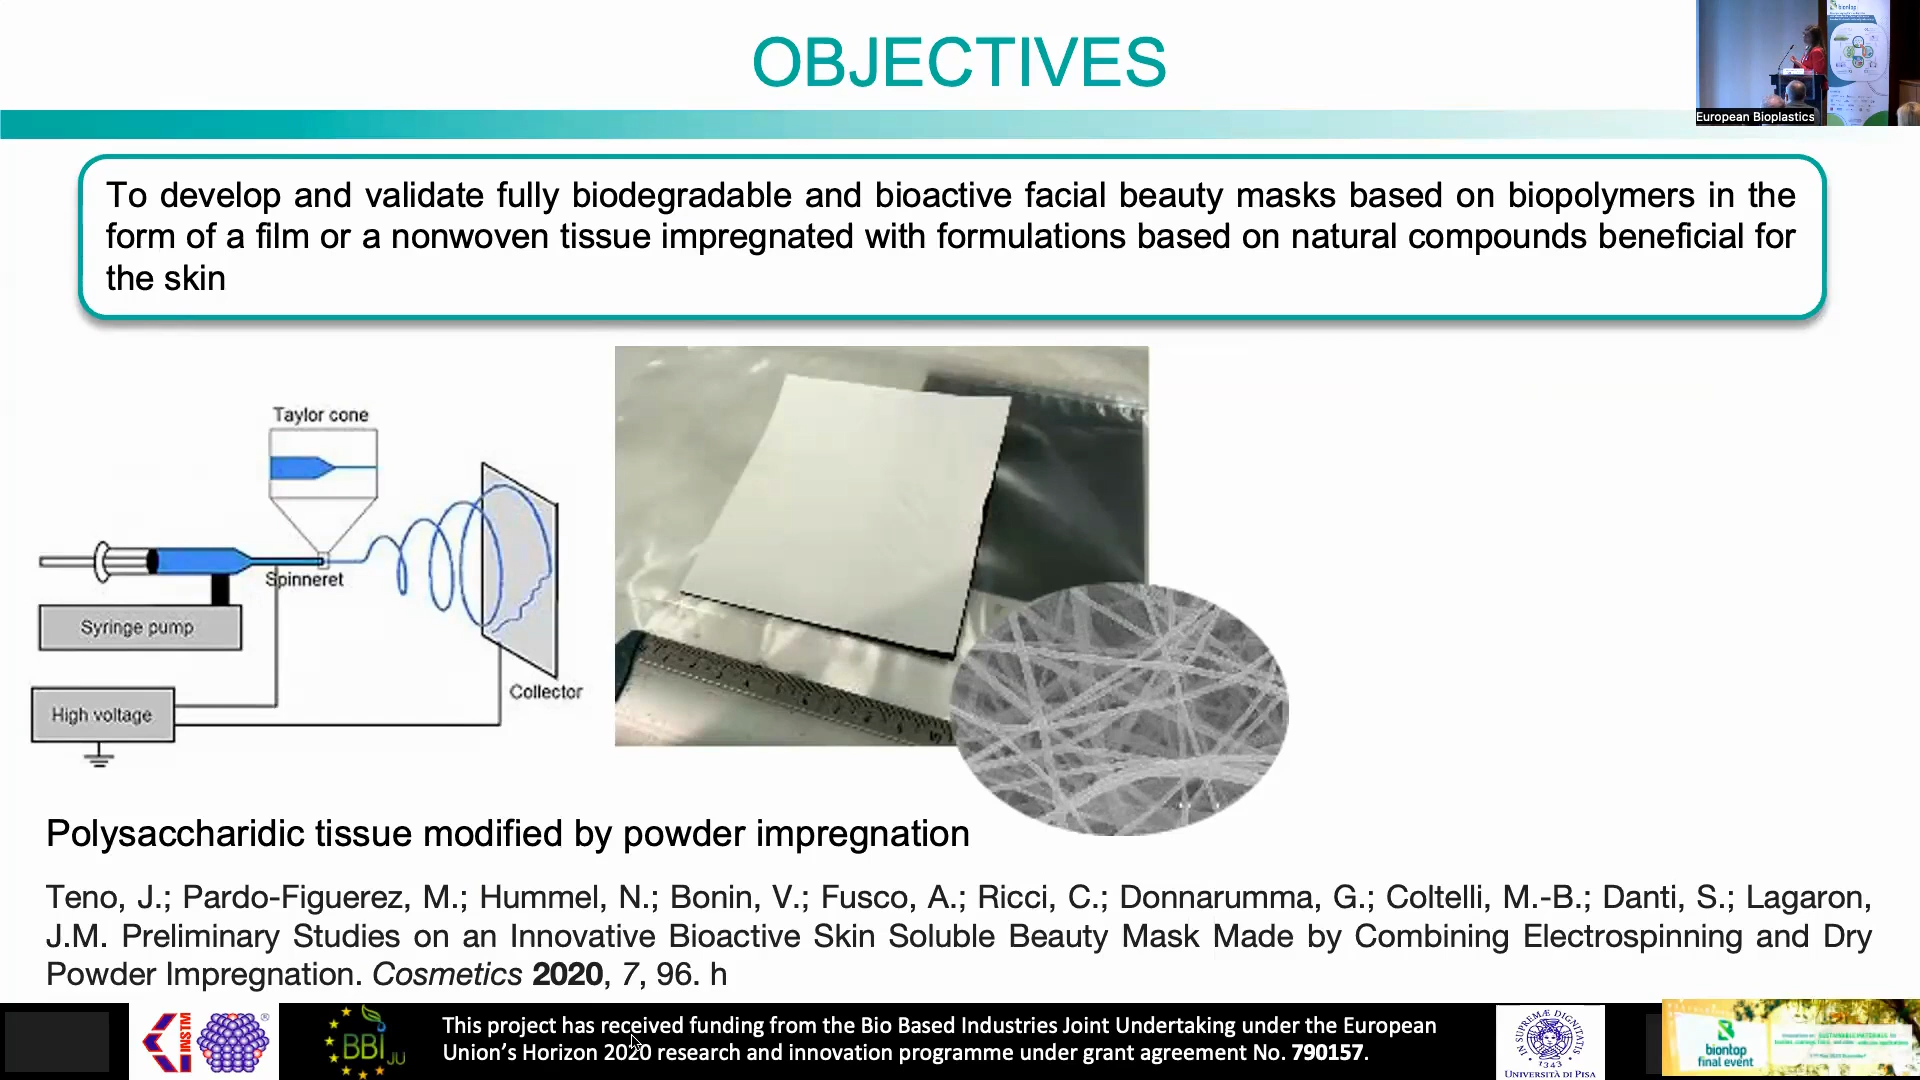 OBJECTIVES
European Bioplastics
To develop and validate fully biodegradable and bioactive facial beauty masks based on biopolymers in the
form of a film or a nonwoven tissue impregnated with formulations based on natural compounds beneficial for
the skin
Taylor cone
Spinneret
Syringe pump
High voltage
Collector
Polysaccharidic tissue modified by powder impregnation
Teno, J.; Pardo-Figuerez, M.; Hummel, N.; Bonin, V.; Fusco, A.; Ricci, C.; Donnarumma, G.; Coltelli, M.-B.; Danti, S.; Lagaron,
J.M. Preliminary Studies on an Innovative Bioactive Skin Soluble Beauty Mask Made by Combining Electrospinning and Dry
Powder Impregnation. Cosmetics 2020, 7, 96. h
INSTM
BBI JU
This project has received funding from the Bio Based Industries Joint Undertaking under the European
Union’s Horizon 2020 research and innovation programme under grant agreement No. 790157.
IN SUPREMÆ DIGNITATIS
1343
UNIVERSITÀ DI PISA
biontop
final event